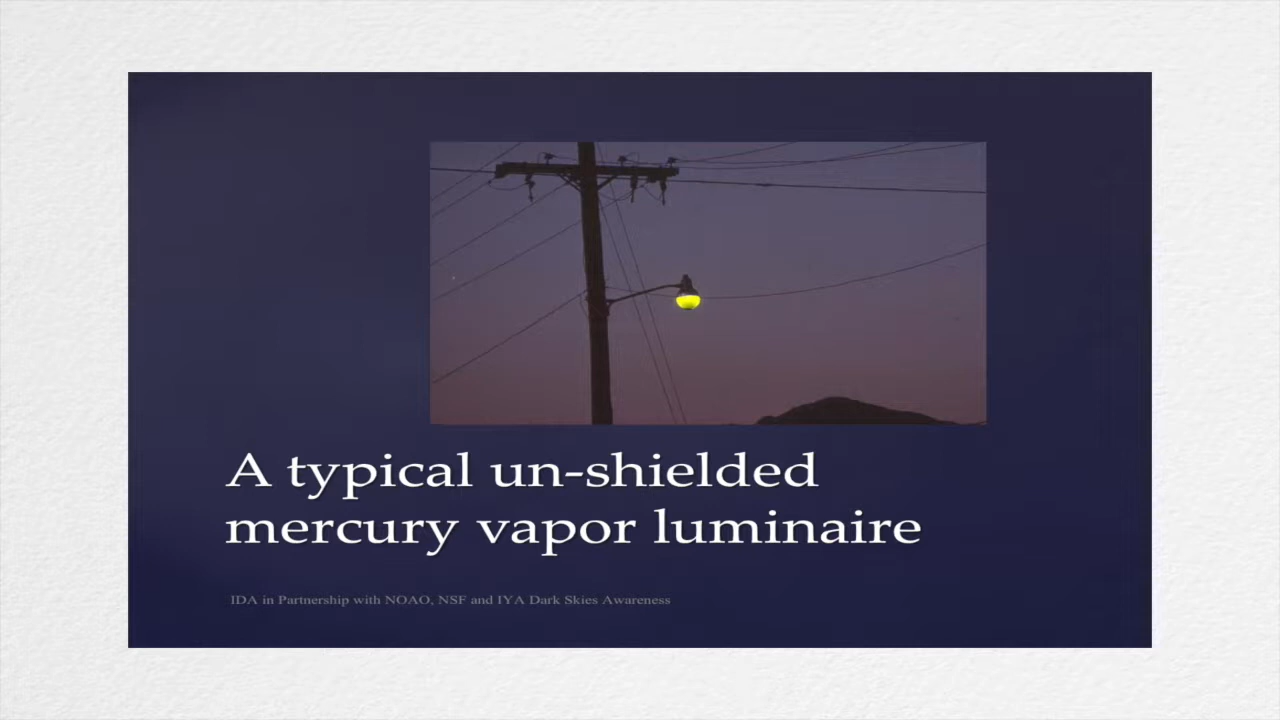 A typical un-shielded
mercury vapor luminaire
IDA in Partnership with NOAO, NSF and IYA Dark Skies Awareness